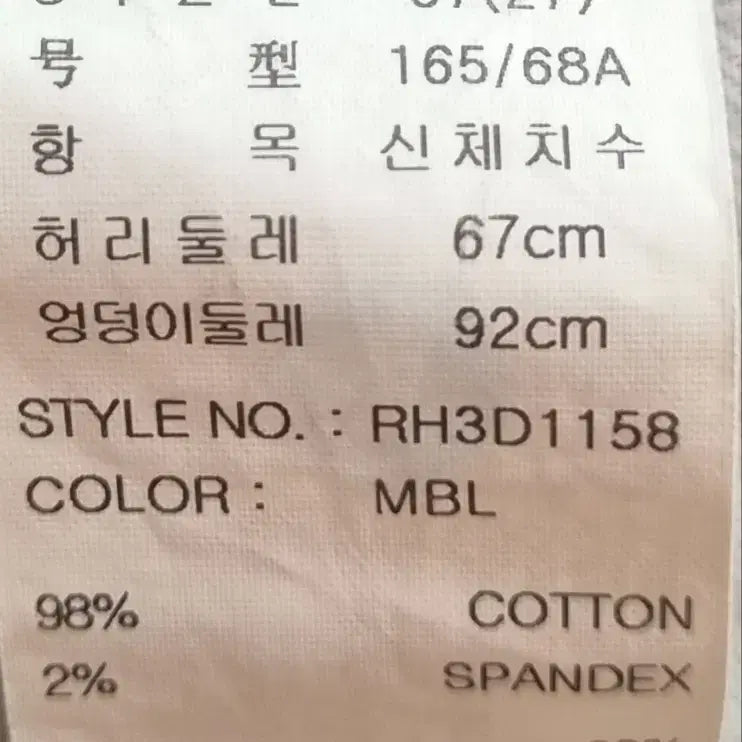 号 型 165/68A
항 목 신체치수
허리둘레 67cm
엉덩이둘레 92cm
STYLE NO. : RH3D1158
COLOR : MBL
98% COTTON
2% SPANDEX